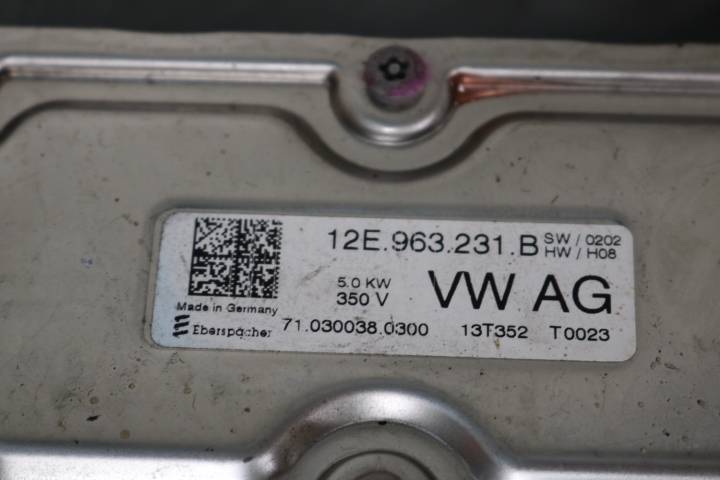 12E.963.231.B SW / 0202
HW / H08
5.0 KW
350 V
VW AG
Made in Germany
Eberspächer 71.030038.0300 13T352 T0023